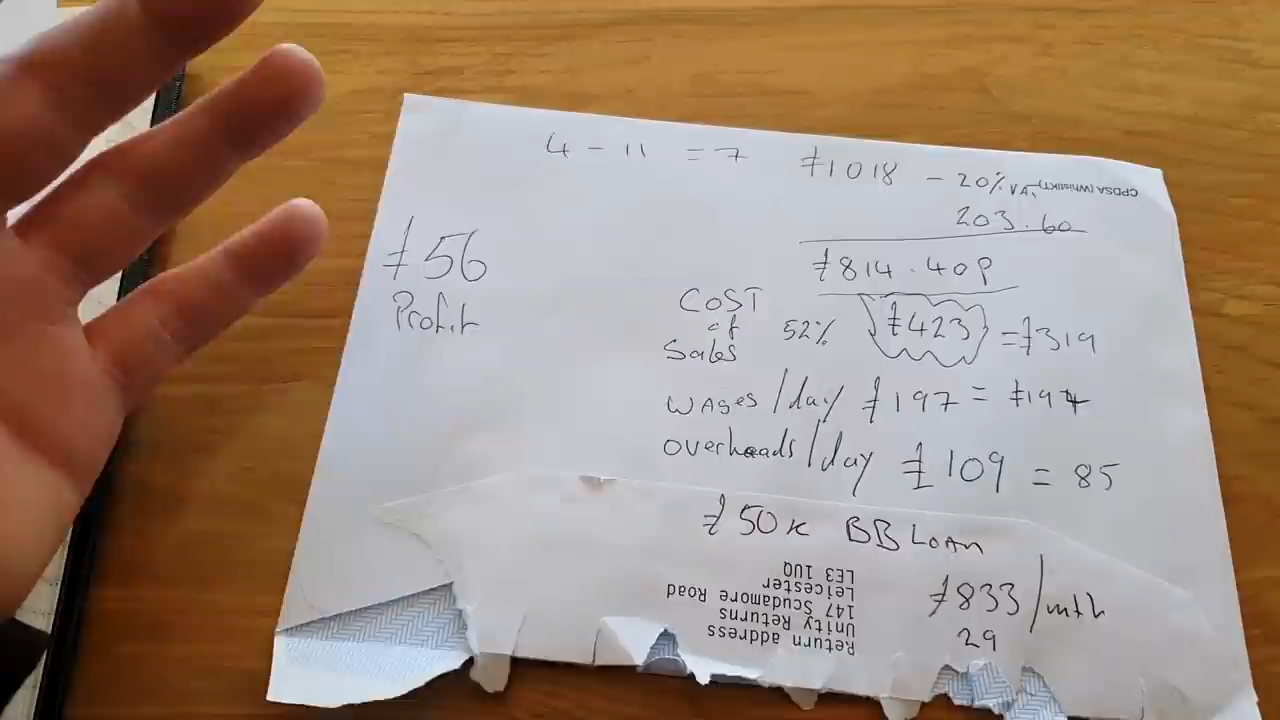 4 - 11 = 7 £1018 - 20% VAT
CPDSA (Whistl)
203.60
£814.40p
£56
Profit
COST
of
Sales
52% £423 = £319
WAges/day £197 =
overheads/day £109 = 85
£50K BB Loan
£833/mth
29
Return address
Unity Returns
147 Scudamore Road
Leicester
LE3 1UQ